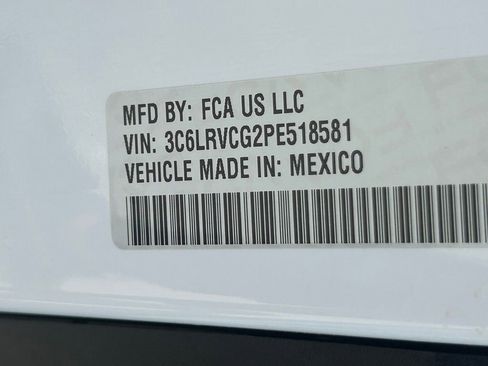 MFD BY: FCA US LLC
VIN: 3C6LRVCG2PE518581
VEHICLE MADE IN: MEXICO